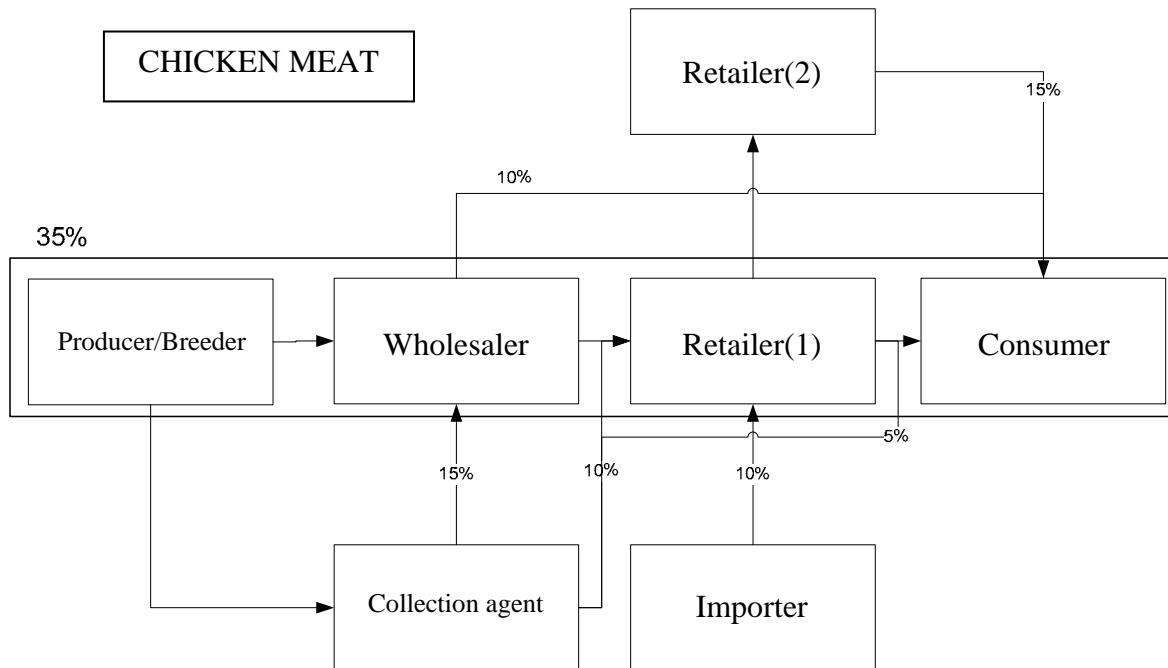 CHICKEN MEAT
Retailer(2)
15%
10%
35%
Producer/Breeder
Wholesaler
Retailer(1)
Consumer
5%
15%
10%
10%
Collection agent
Importer